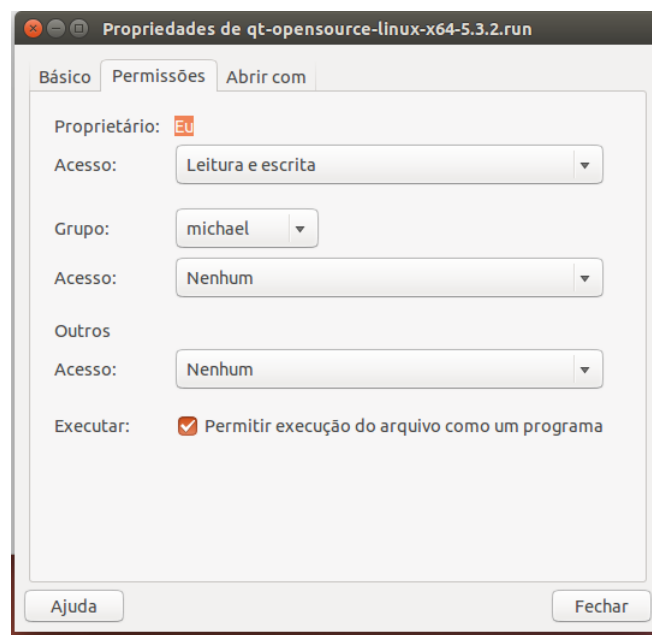 Propriedades de qt-opensource-linux-x64-5.3.2.run
Básico Permissões Abrir com
Proprietário: Eu
Acesso: Leitura e escrita
Grupo: michael
Acesso: Nenhum
Outros
Acesso: Nenhum
Executar: Permitir execução do arquivo como um programa
Ajuda Fechar